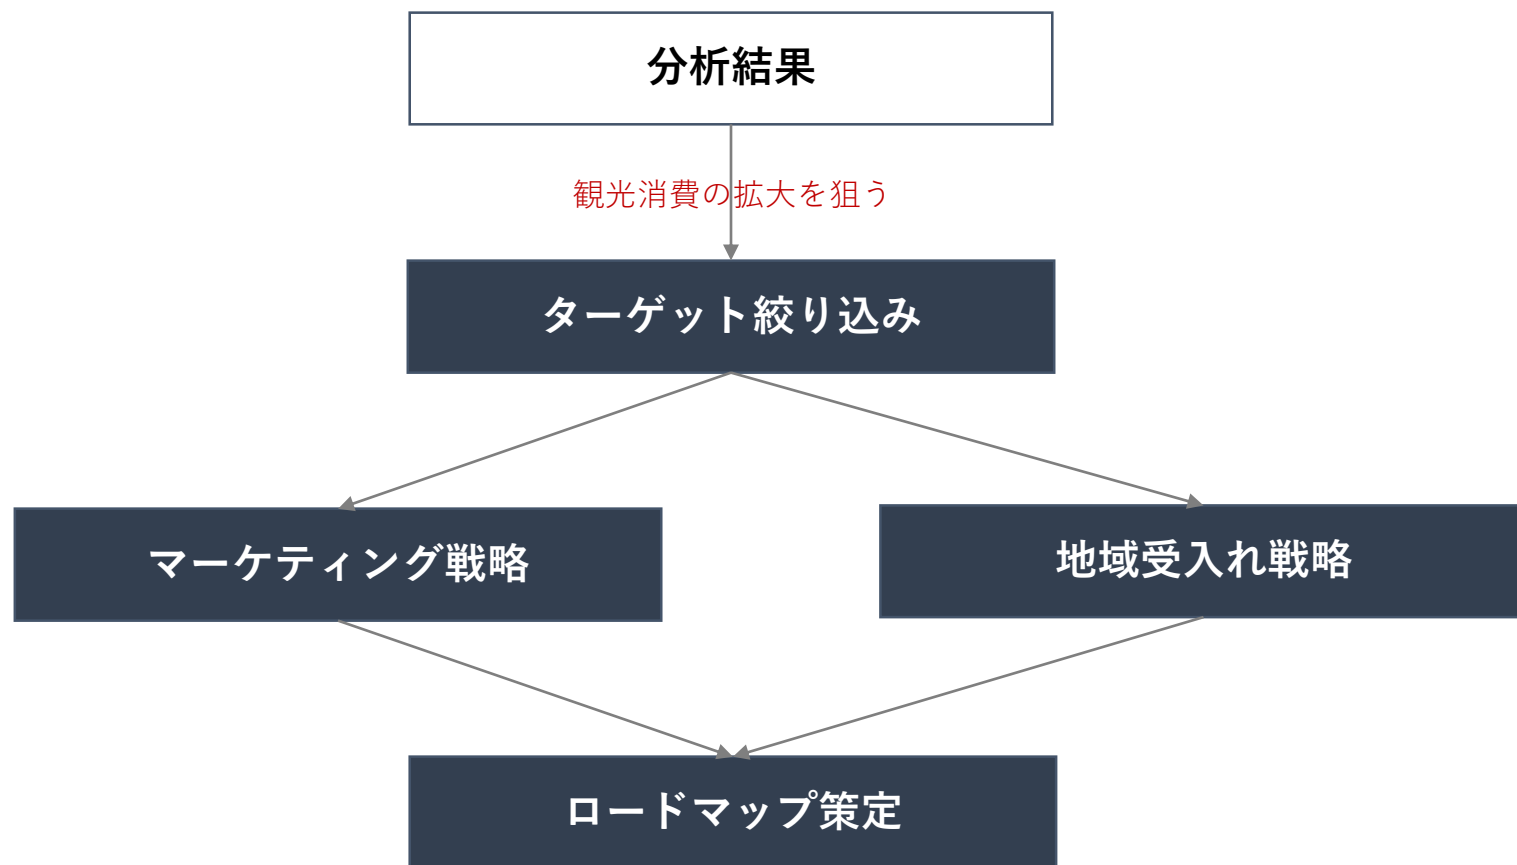 分析結果
観光消費の拡大を狙う
ターゲット絞り込み
マーケティング戦略
地域受入れ戦略
ロードマップ策定